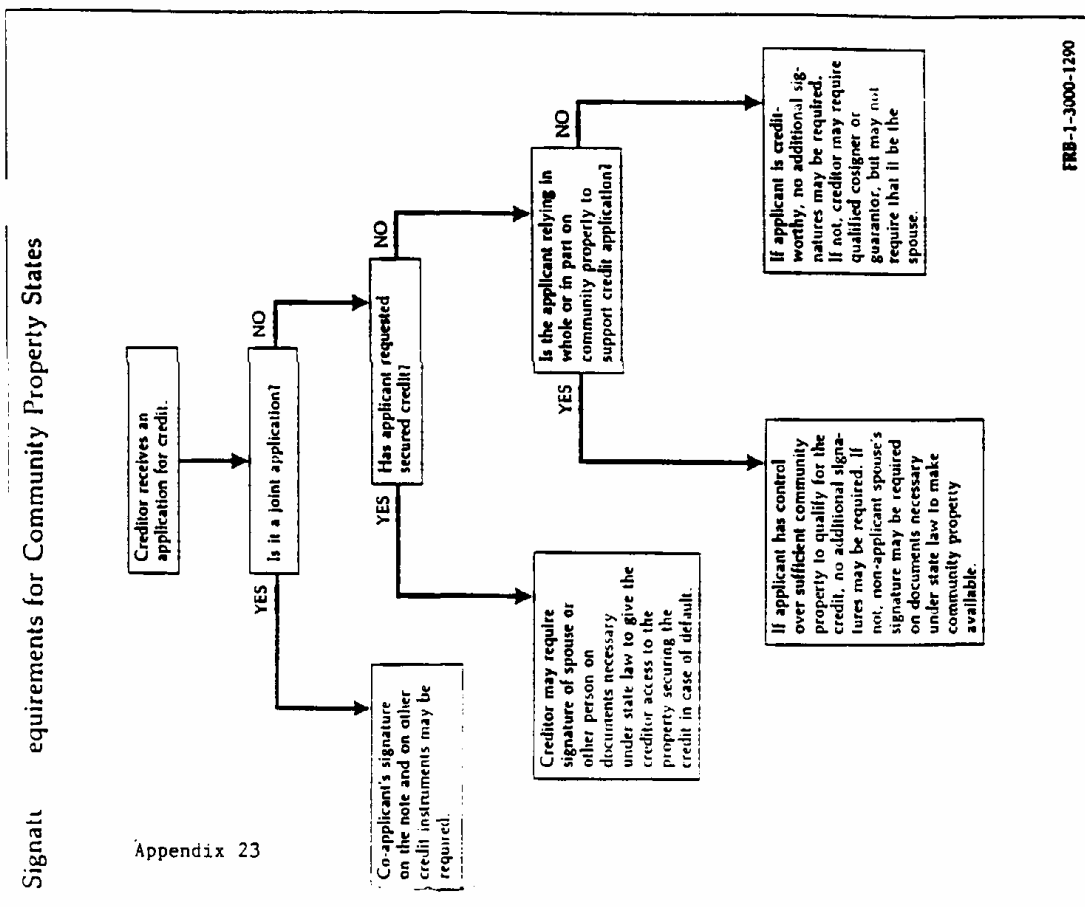 equirements for Community Property States
Creditor receives an
application for credit.
Is it a joint application?
YES
NO
Co-applicant's signature
on the note and on other
credit instruments may be
required.
Has applicant requested
secured credit?
YES
NO
Creditor may require
signature of spouse or
other person on
documents necessary
under state law to give the
creditor access to the
property securing the
credit in case of default.
Is the applicant relying in
whole or in part on
community property to
support credit application?
YES
NO
If applicant has control
over sufficient community
property to qualify for the
credit, no additional signa-
tures may be required. If
not, non-applicant spouse's
signature may be required
on documents necessary
under state law to make
community property
available.
If applicant is credit-
worthy, no additional sig-
natures may be required.
If not, creditor may require
qualified cosigner or
guarantor, but may not
require that it be the
spouse.
Appendix 23
FRB-1-3000-1290